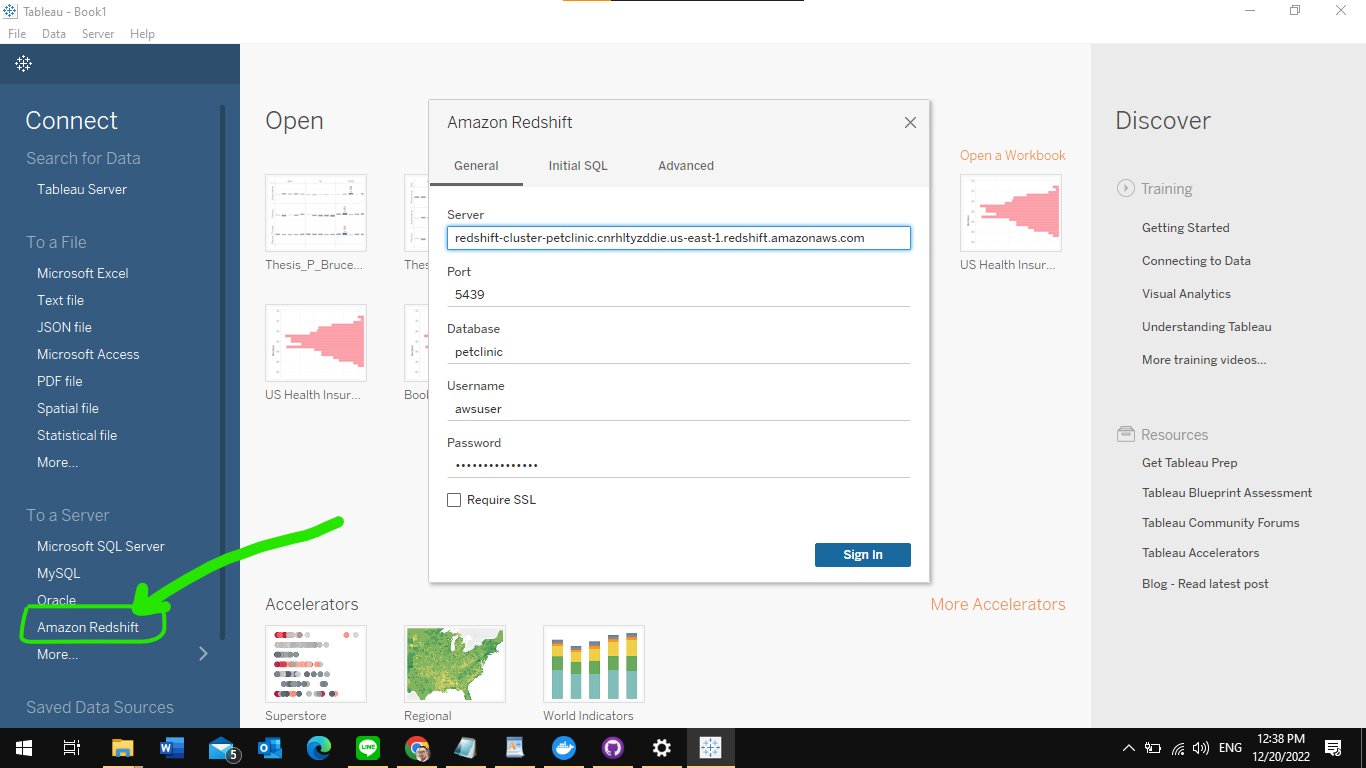 Tableau - Book1
File Data Server Help
Connect
Search for Data
Tableau Server
To a File
Microsoft Excel
Text file
JSON file
Microsoft Access
PDF file
Spatial file
Statistical file
More...
To a Server
Microsoft SQL Server
MySQL
Oracle
Amazon Redshift
More...
Saved Data Sources
Open
Open a Workbook
Thesis_P_Bruce...
Thes
US Health Insur...
US Health Insur...
Book
Amazon Redshift
General Initial SQL Advanced
Server
redshift-cluster-petclinic.cnrhltyzddie.us-east-1.redshift.amazonaws.com
Port
5439
Database
petclinic
Username
awsuser
Password
•••••••••••••••
Require SSL
Sign In
Accelerators
More Accelerators
Superstore
Regional
World Indicators
Discover
Training
Getting Started
Connecting to Data
Visual Analytics
Understanding Tableau
More training videos...
Resources
Get Tableau Prep
Tableau Blueprint Assessment
Tableau Community Forums
Tableau Accelerators
Blog - Read latest post
5
LINE
ENG
12:38 PM
12/20/2022